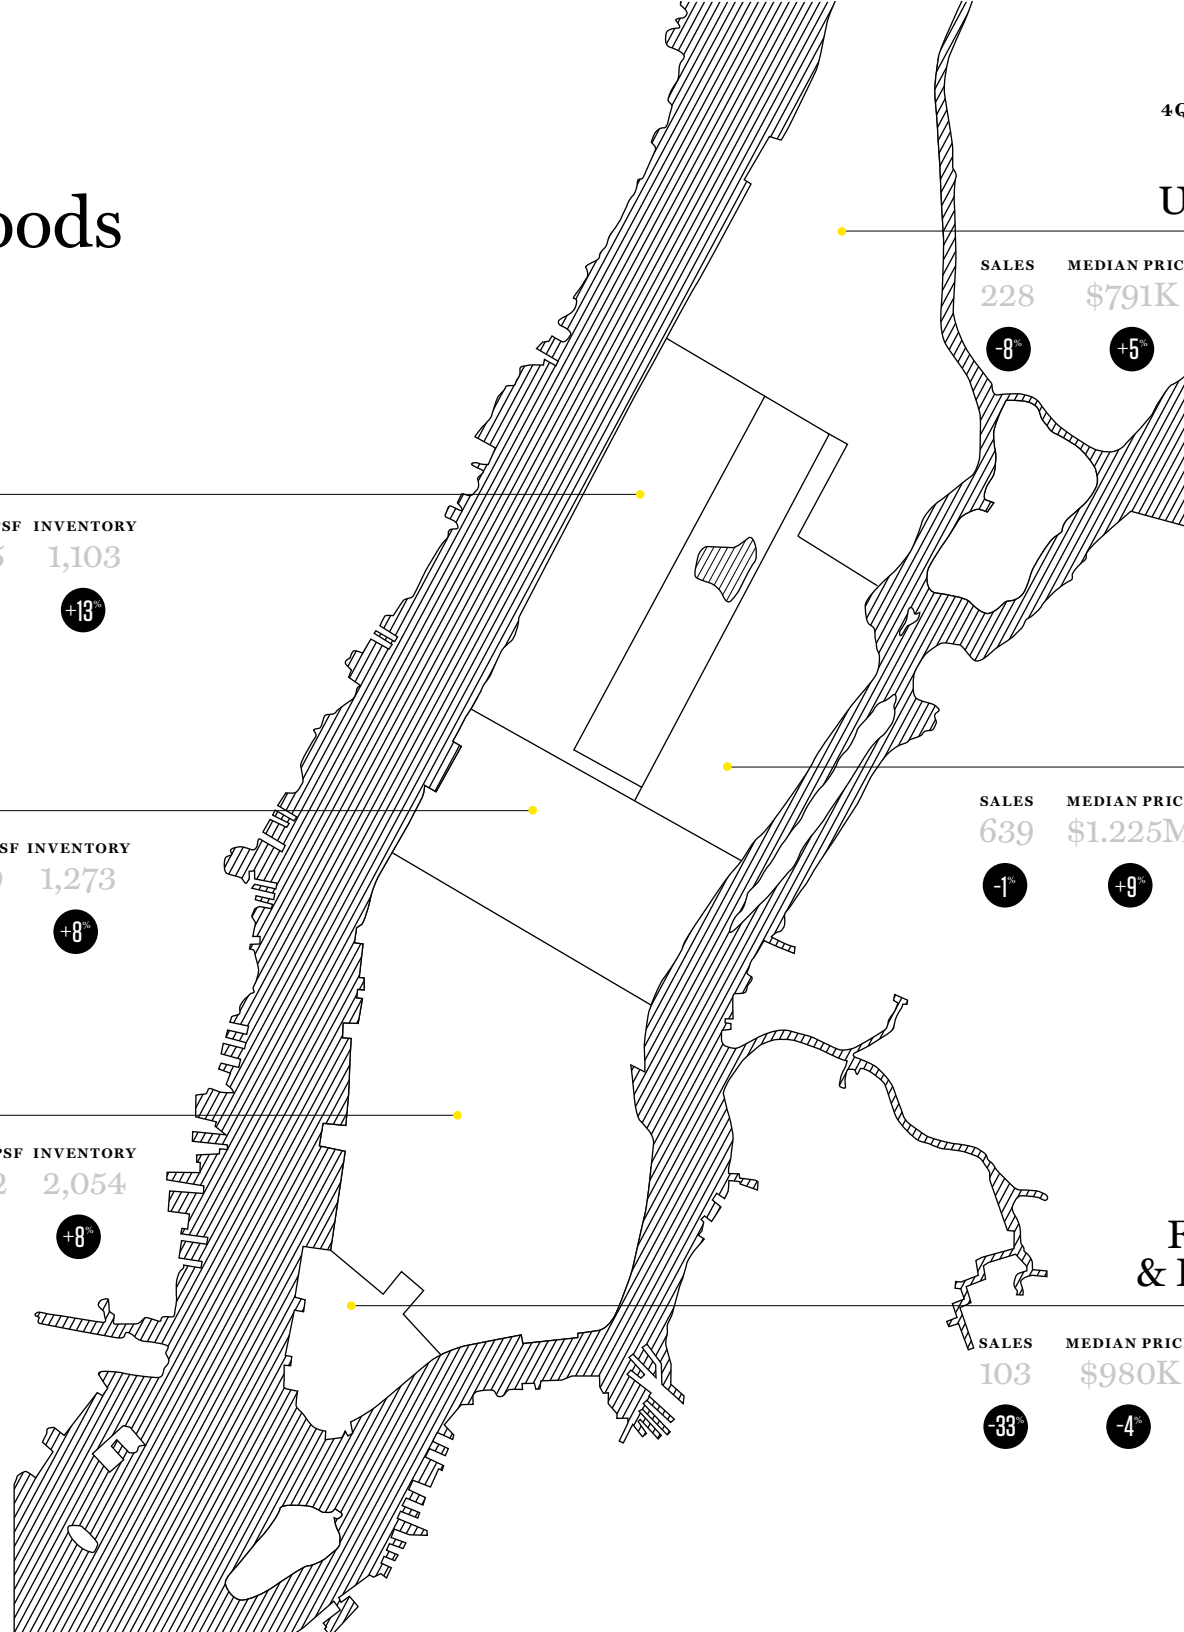 4Q
oods
U
SALES MEDIAN PRIC
228 $791K
-8% +5%
SF INVENTORY
1,103
+13%
SALES MEDIAN PRIC
639 $1.225M
-1% +9%
SF INVENTORY
1,273
+8%
PSF INVENTORY
2 2,054
+8%
F
& 
SALES MEDIAN PRIC
103 $980K
-33% -4%